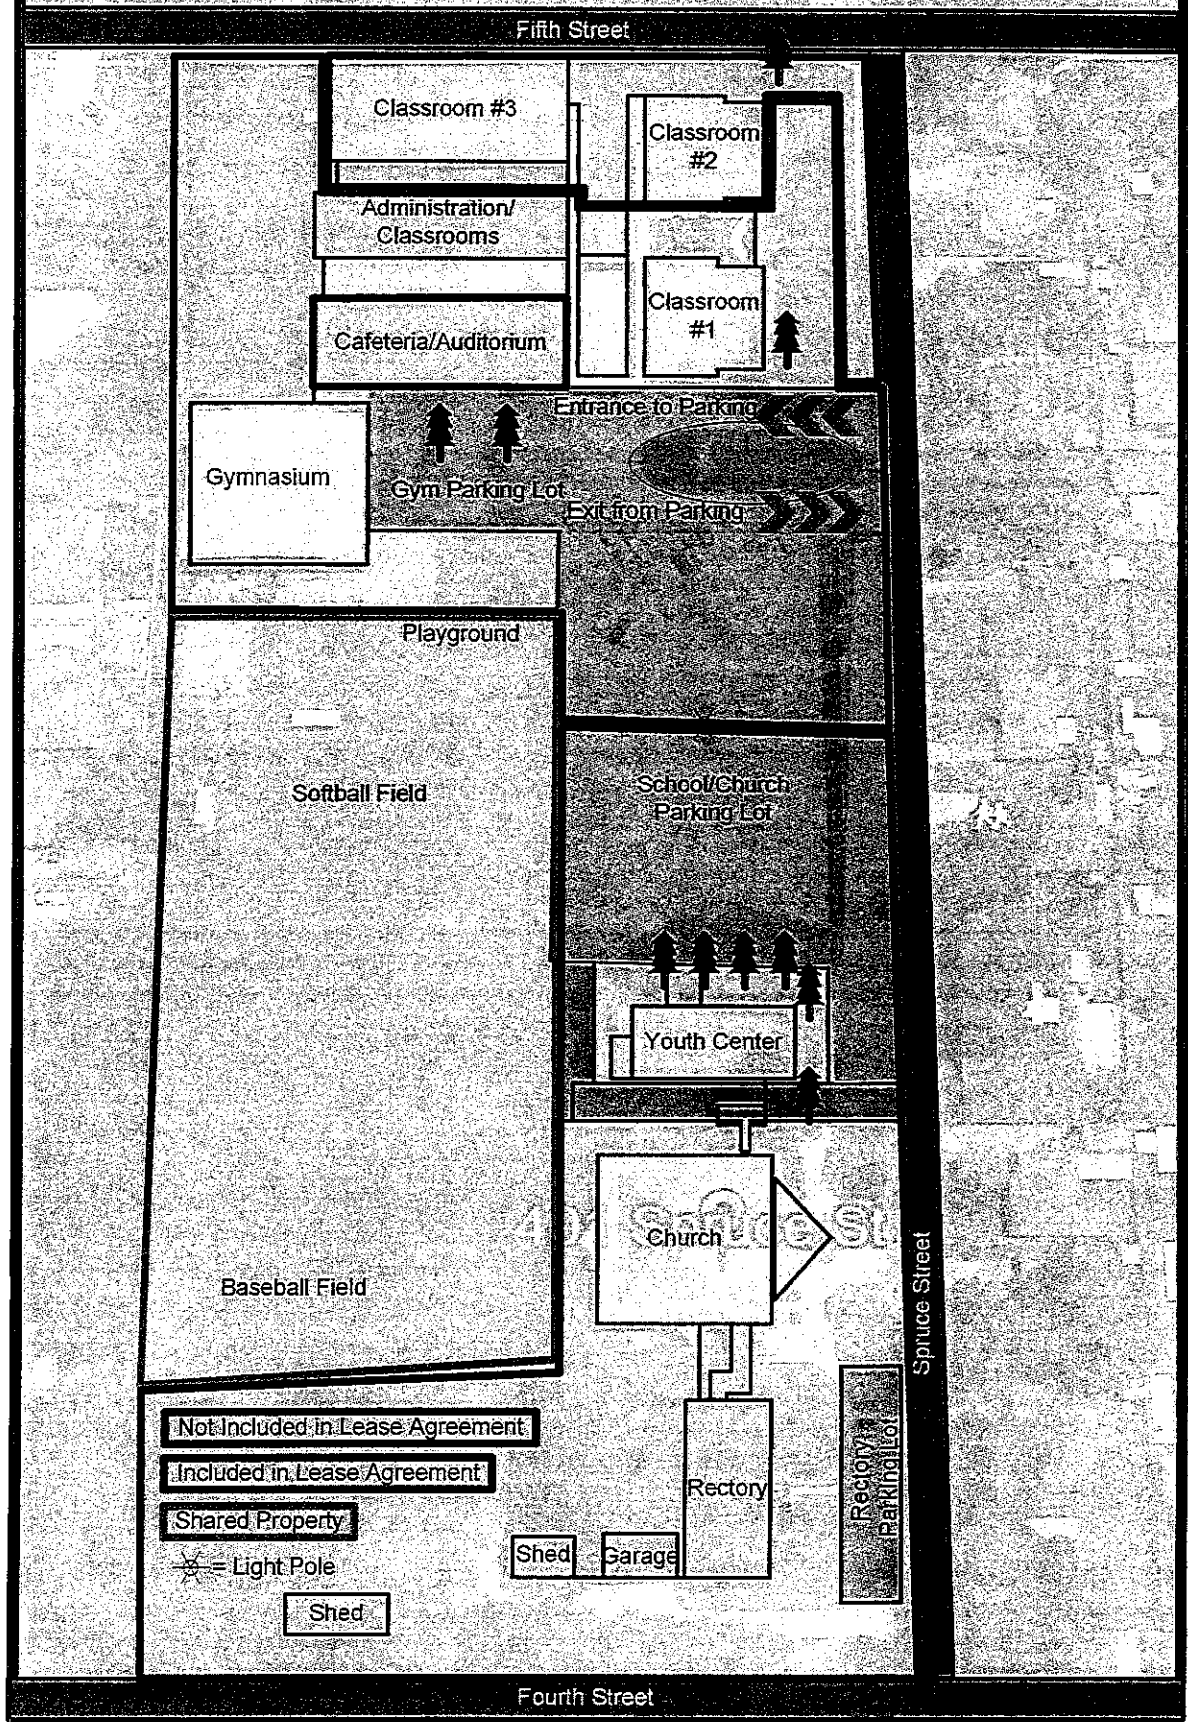 Fifth Street
Classroom #3
Classroom
#2
Administration/
Classrooms
Classroom
#1
Cafeteria/Auditorium
Entrance to Parking
Gymnasium
Gym Parking Lot
Exit from Parking
Playground
School/Church
Parking Lot
Softball Field
Youth Center
401 Spruce St.
Church
Spruce Street
Baseball Field
Not Included in Lease Agreement
Included in Lease Agreement
Shared Property
= Light Pole
Shed
Rectory
Rectory
Parking Lot
Shed
Garage
Fourth Street